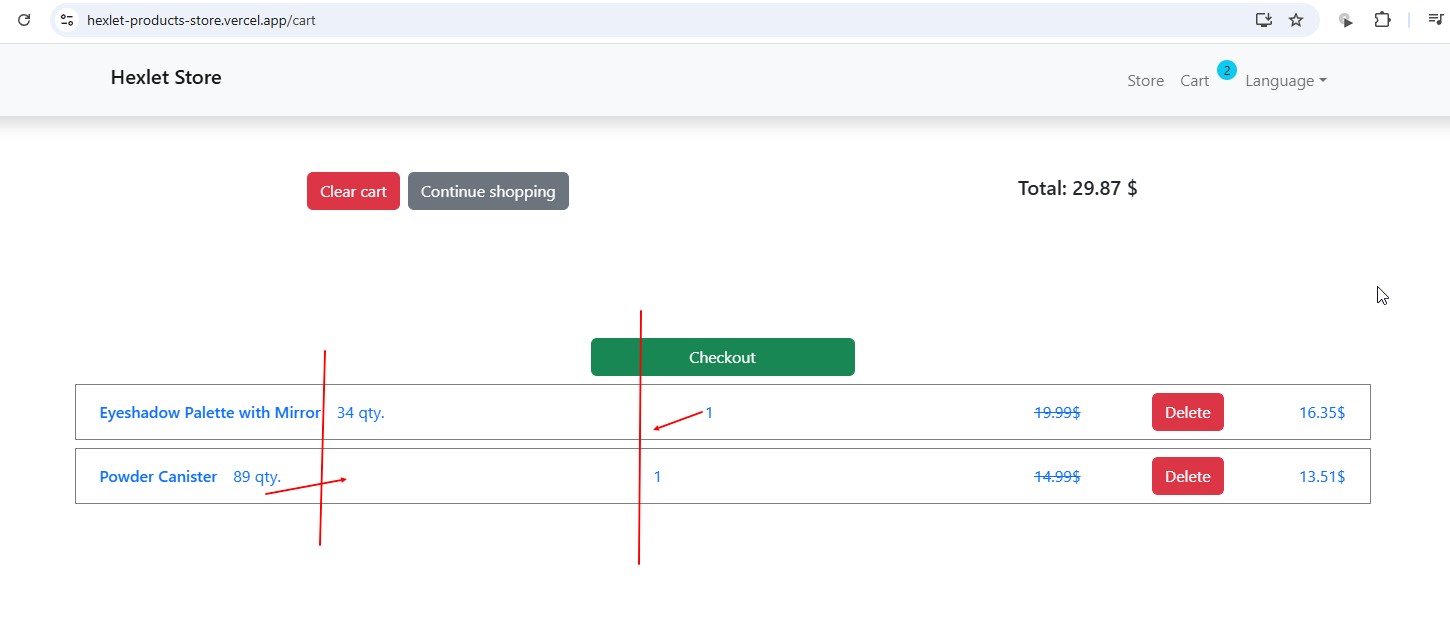 hexlet-products-store.vercel.app/cart
Hexlet Store Store Cart 2 Language
Clear cart Continue shopping Total: 29.87 $
Checkout
Eyeshadow Palette with Mirror 34 qty. 1 19.99$ Delete 16.35$
Powder Canister 89 qty. 1 14.99$ Delete 13.51$